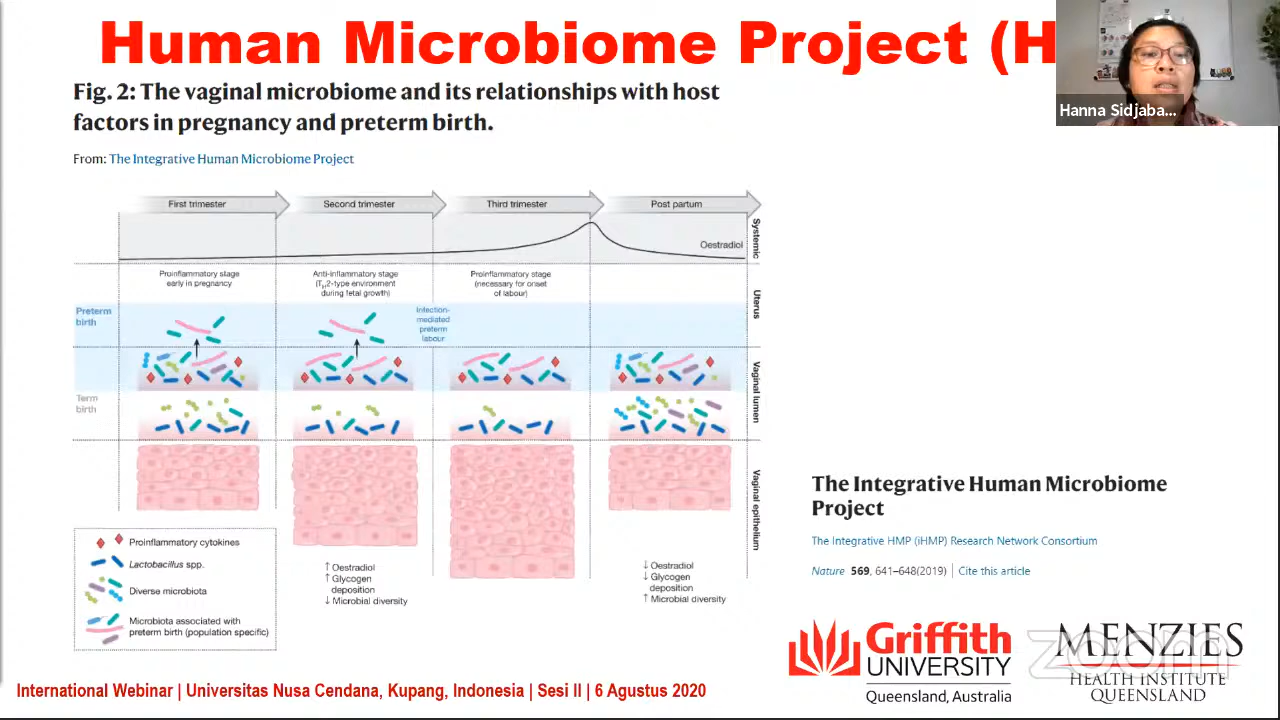 Human Microbiome Project (H
Hanna Sidjaba...
Fig. 2: The vaginal microbiome and its relationships with host
factors in pregnancy and preterm birth.
From: The Integrative Human Microbiome Project
First trimester
Second trimester
Third trimester
Post partum
Systemic
Oestradiol
Proinflammatory stage
early in pregnancy
Anti-inflammatory stage
(TH2-type environment
during fetal growth)
Proinflammatory stage
(necessary for onset
of labour)
Uterus
Preterm
birth
Infection-
mediated
preterm
labour
Vaginal lumen
Term
birth
Vaginal epithelium
↑ Oestradiol
↑ Glycogen
deposition
↓ Microbial diversity
↓ Oestradiol
↓ Glycogen
deposition
↑ Microbial diversity
Proinflammatory cytokines
Lactobacillus spp.
Diverse microbiota
Microbiota associated with
preterm birth (population specific)
The Integrative Human Microbiome
Project
The Integrative HMP (iHMP) Research Network Consortium
Nature 569, 641–648(2019) | Cite this article
Griffith
UNIVERSITY
Queensland, Australia
MENZIES
HEALTH INSTITUTE
QUEENSLAND
zoom
International Webinar | Universitas Nusa Cendana, Kupang, Indonesia | Sesi II | 6 Agustus 2020